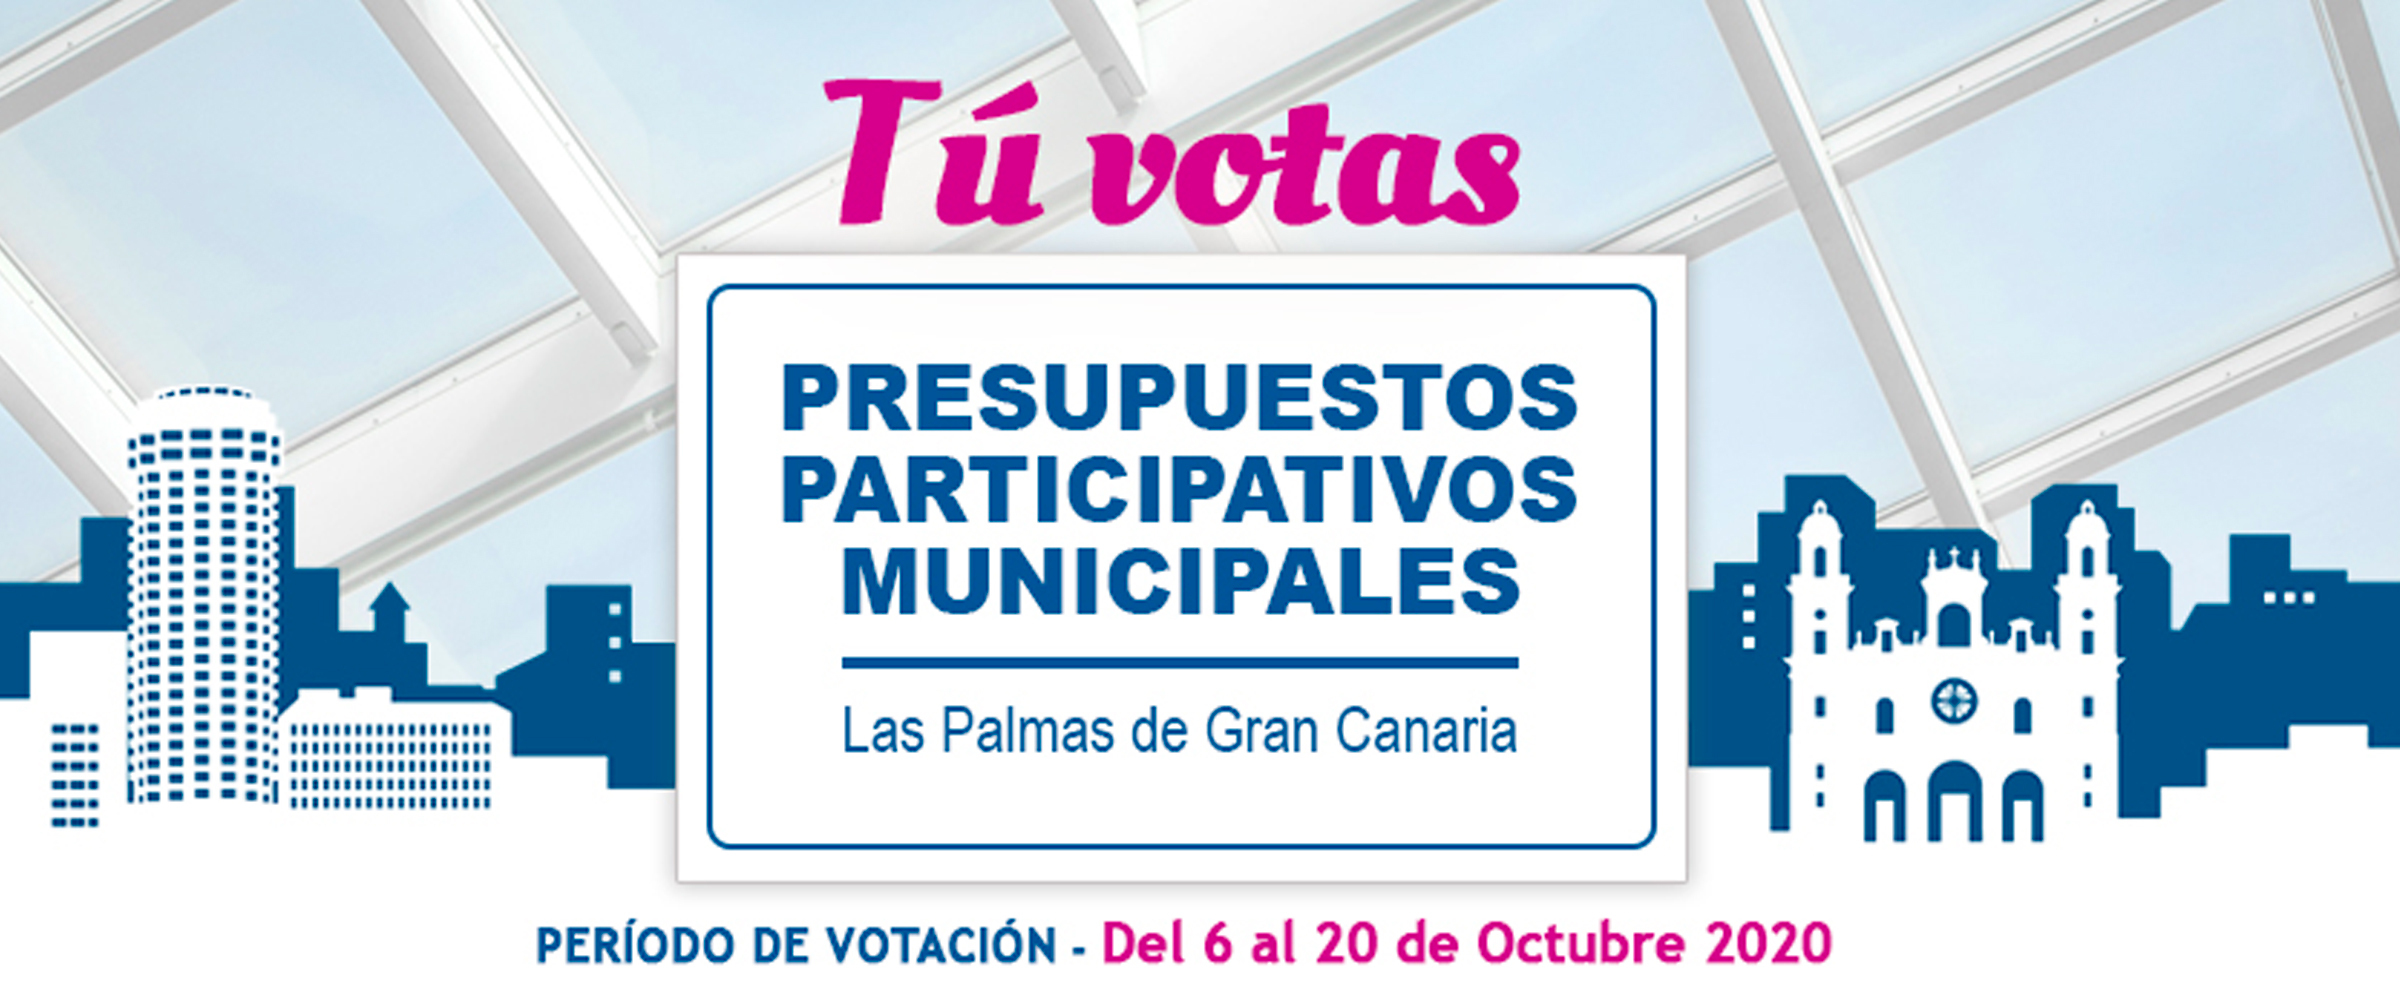 Tú votas
PRESUPUESTOS
PARTICIPATIVOS
MUNICIPALES
Las Palmas de Gran Canaria
PERÍODO DE VOTACIÓN - Del 6 al 20 de Octubre 2020